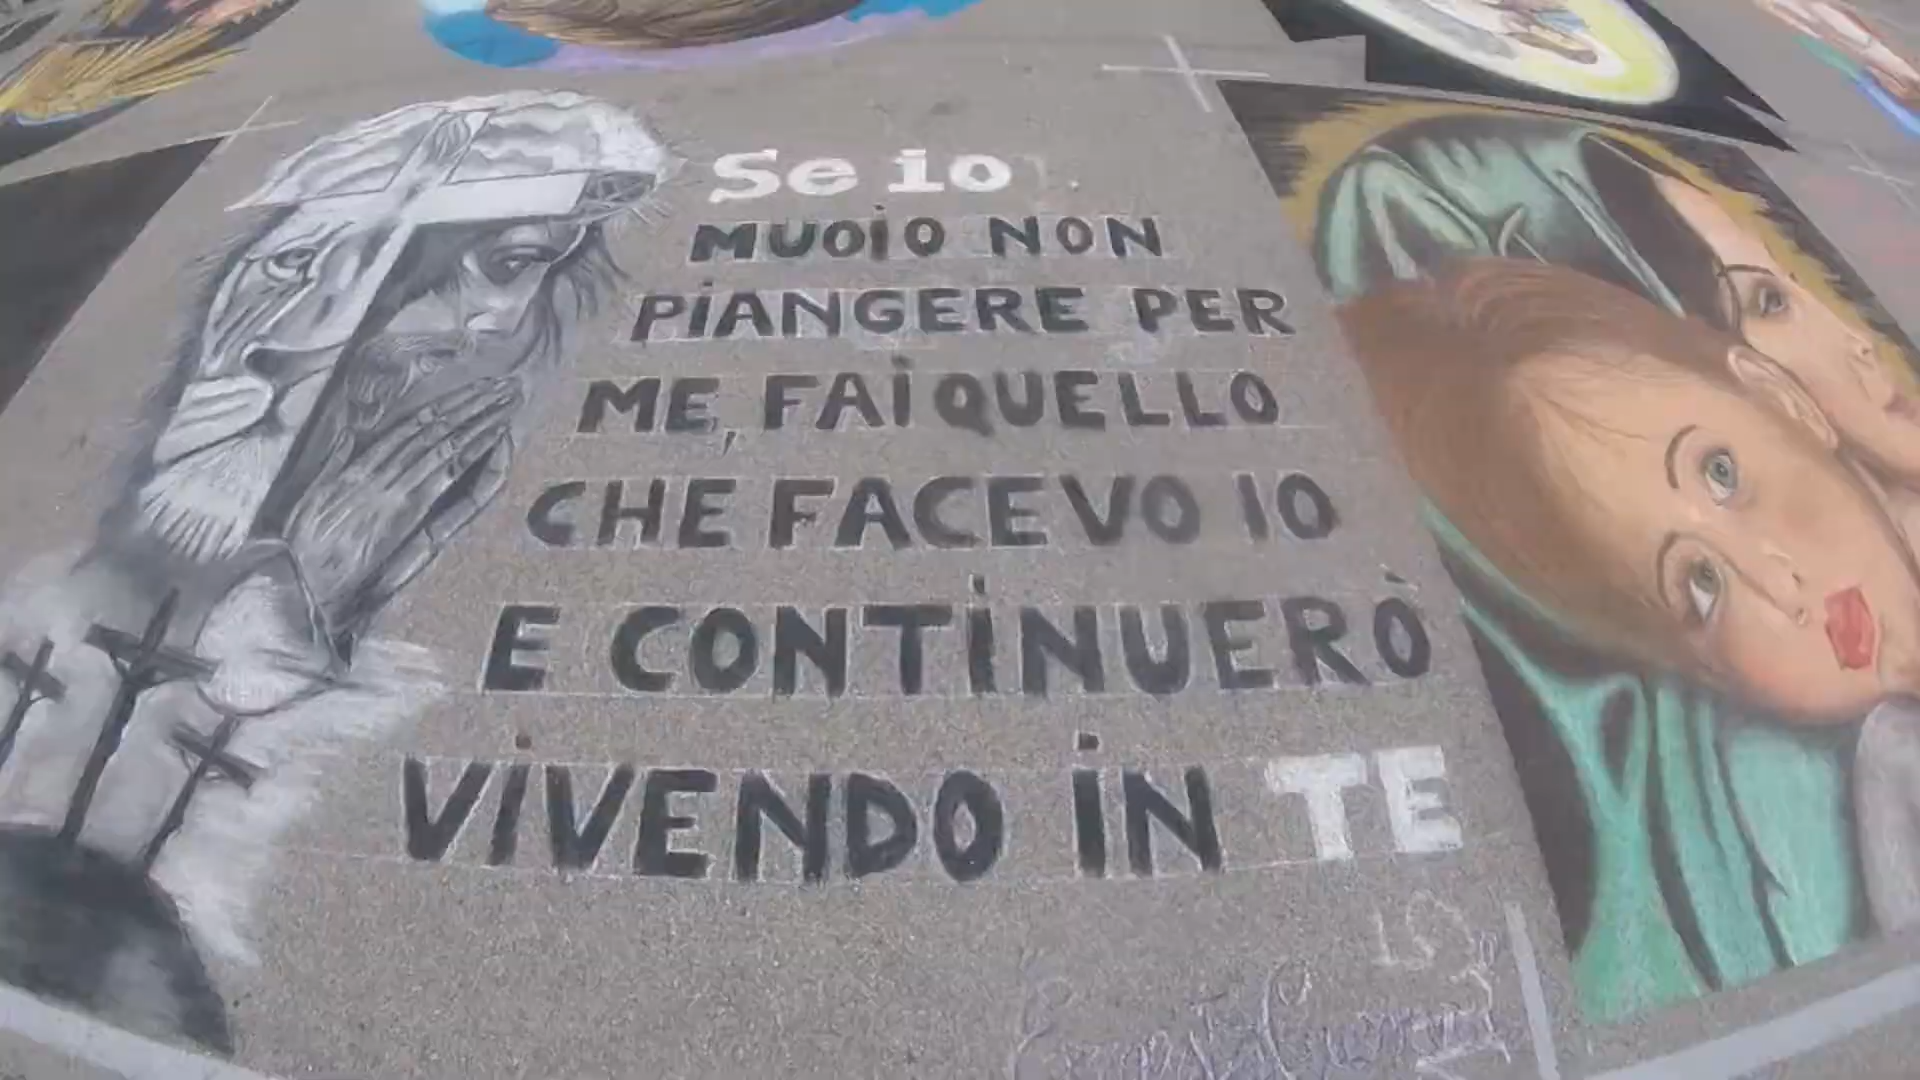 Se io
MUOiO NON
PiANGERE PER
ME, FAi QUELLO
CHE FACEVO IO
E CONTiNUERÒ
ViVENDO iN TE